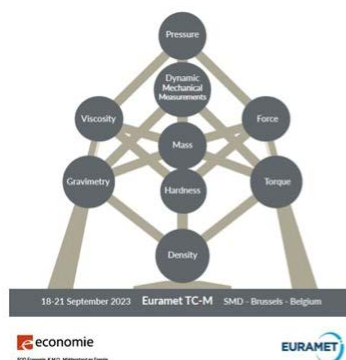 Pressure
Dynamic
Mechanical
Measurements
Viscosity
Force
Mass
Gravimetry
Hardness
Torque
Density
18-21 September 2023 Euramet TC-M SMD - Brussels - Belgium
economie
EURAMET